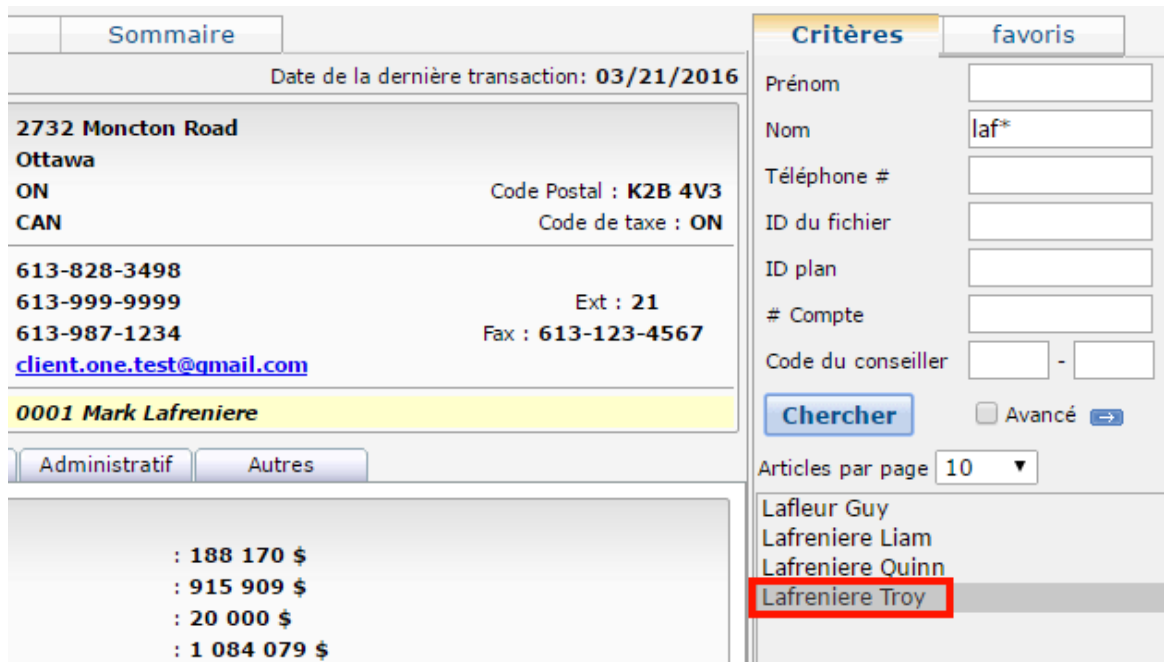 Sommaire
Date de la dernière transaction: 03/21/2016
2732 Moncton Road
Ottawa
ON Code Postal : K2B 4V3
CAN Code de taxe : ON
613-828-3498
613-999-9999 Ext : 21
613-987-1234 Fax : 613-123-4567
client.one.test@gmail.com
0001 Mark Lafreniere
Administratif Autres
: 188 170 $
: 915 909 $
: 20 000 $
: 1 084 079 $
Critères favoris
Prénom
Nom laf*
Téléphone #
ID du fichier
ID plan
# Compte
Code du conseiller -
Chercher Avancé
Articles par page 10
Lafleur Guy
Lafreniere Liam
Lafreniere Quinn
Lafreniere Troy